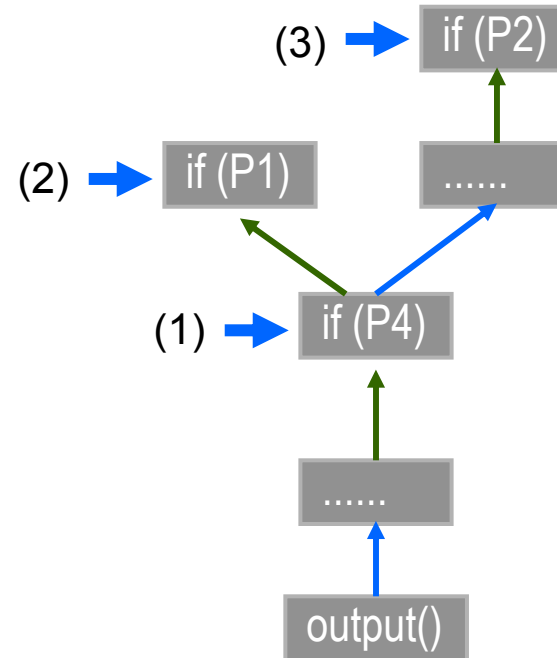 (3) if (P2)
(2) if (P1) ......
(1) if (P4)
......
output()